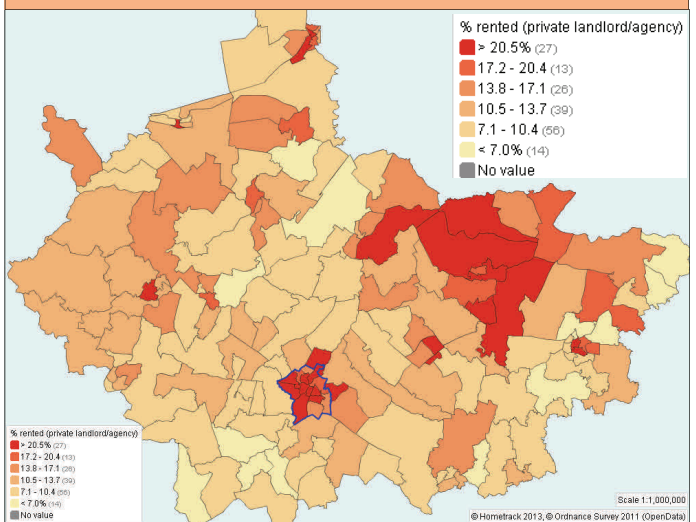 % rented (private landlord/agency)
> 20.5% (27)
17.2 - 20.4 (13)
13.8 - 17.1 (26)
10.5 - 13.7 (39)
7.1 - 10.4 (56)
< 7.0% (14)
No value
% rented (private landlord/agency)
> 20.5% (27)
17.2 - 20.4 (13)
13.8 - 17.1 (26)
10.5 - 13.7 (39)
7.1 - 10.4 (56)
< 7.0% (14)
No value
Scale 1:1,000,000
© Hometrack 2013, © Ordnance Survey 2011 (OpenData)